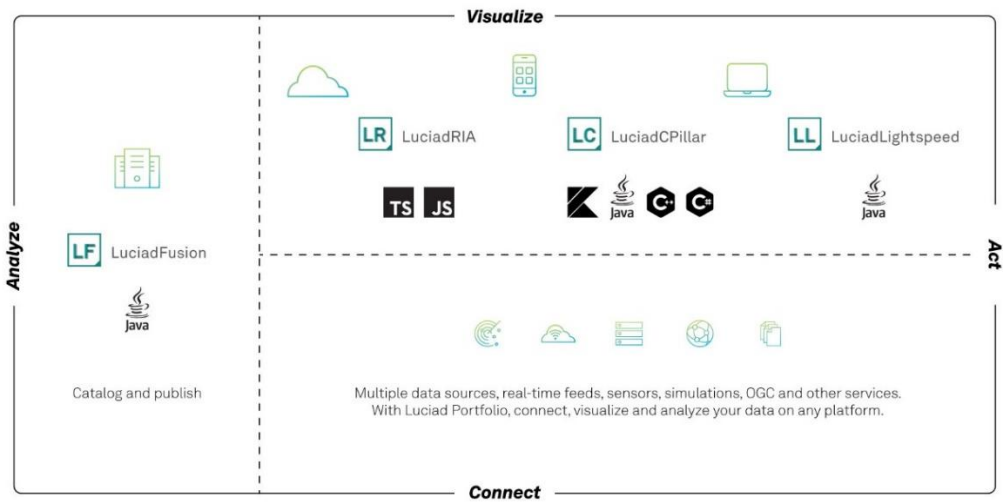 Visualize
LR LuciadRIA
LC LuciadCPillar
LL LuciadLightspeed
TS JS
Java
C++
C#
Java
Analyze
LF LuciadFusion
Java
Catalog and publish
Act
Multiple data sources, real-time feeds, sensors, simulations, OGC and other services.
With Luciad Portfolio, connect, visualize and analyze your data on any platform.
Connect